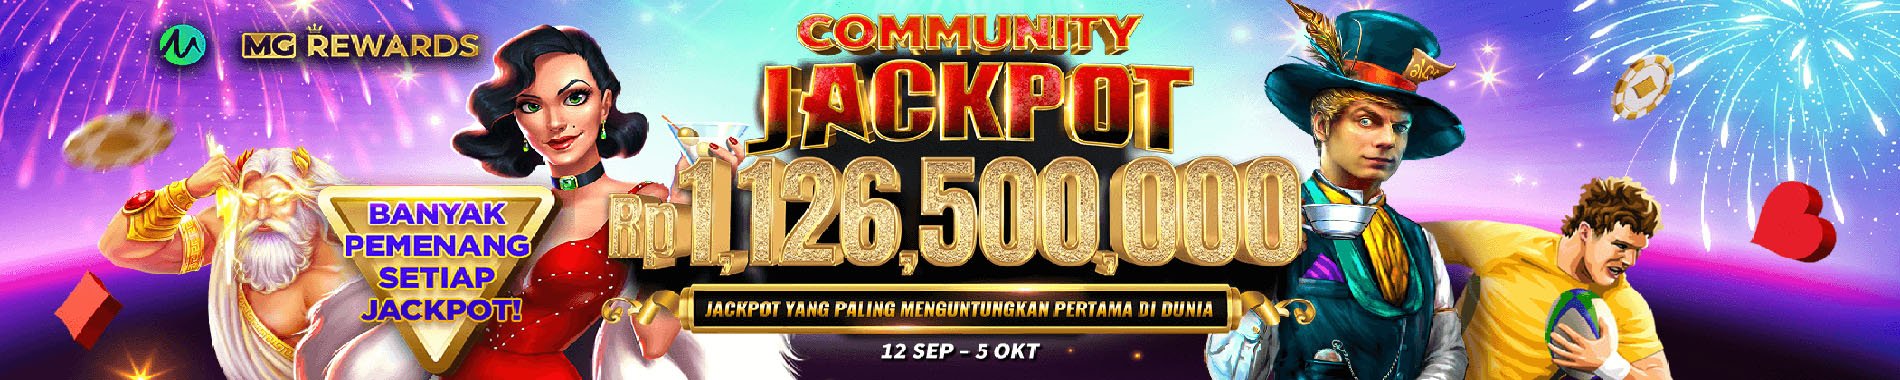 MG REWARDS
COMMUNITY
JACKPOT
Rp1,126,500,000
BANYAK
PEMENANG
SETIAP
JACKPOT!
JACKPOT YANG PALING MENGUNTUNGKAN PERTAMA DI DUNIA
12 SEP – 5 OKT